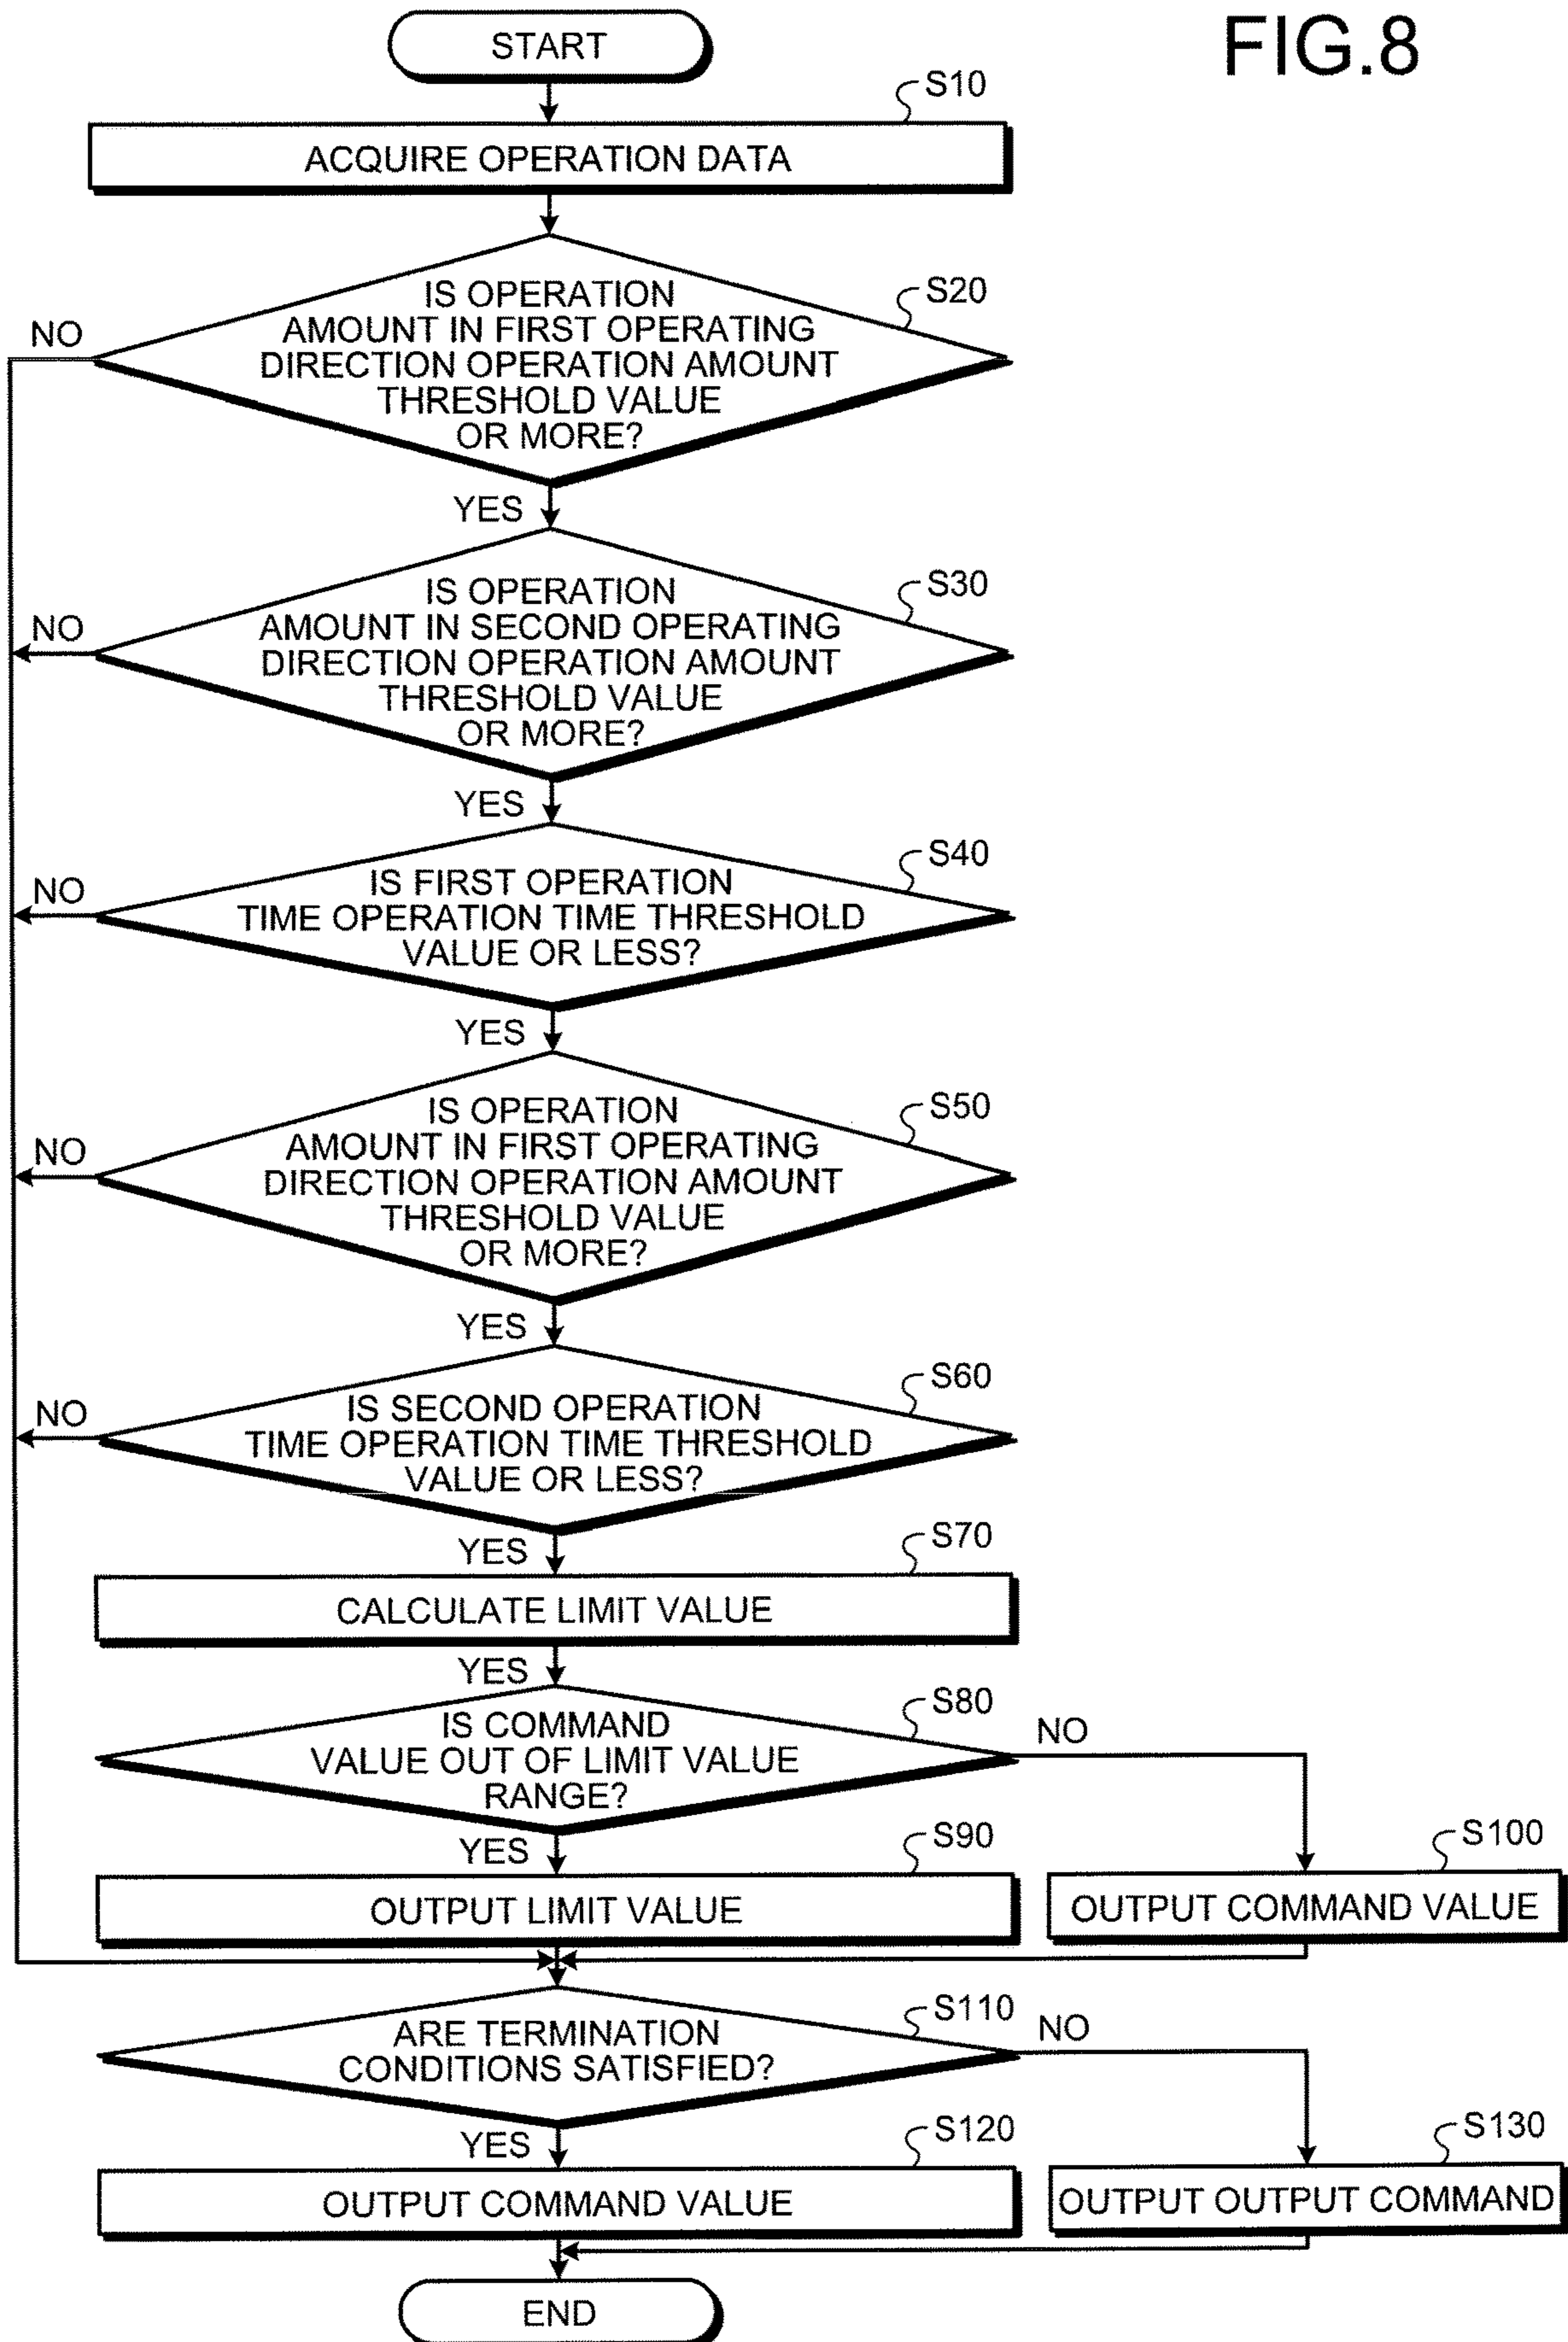 FIG.8
START
S10
ACQUIRE OPERATION DATA
S20
IS OPERATION
AMOUNT IN FIRST OPERATING
DIRECTION OPERATION AMOUNT
THRESHOLD VALUE
OR MORE?
NO
YES
S30
IS OPERATION
AMOUNT IN SECOND OPERATING
DIRECTION OPERATION AMOUNT
THRESHOLD VALUE
OR MORE?
NO
YES
S40
IS FIRST OPERATION
TIME OPERATION TIME THRESHOLD
VALUE OR LESS?
NO
YES
S50
IS OPERATION
AMOUNT IN FIRST OPERATING
DIRECTION OPERATION AMOUNT
THRESHOLD VALUE
OR MORE?
NO
YES
S60
IS SECOND OPERATION
TIME OPERATION TIME THRESHOLD
VALUE OR LESS?
NO
YES
S70
CALCULATE LIMIT VALUE
YES
S80
IS COMMAND
VALUE OUT OF LIMIT VALUE
RANGE?
NO
YES
S90
OUTPUT LIMIT VALUE
S100
OUTPUT COMMAND VALUE
S110
ARE TERMINATION
CONDITIONS SATISFIED?
NO
YES
S120
OUTPUT COMMAND VALUE
S130
OUTPUT OUTPUT COMMAND
END